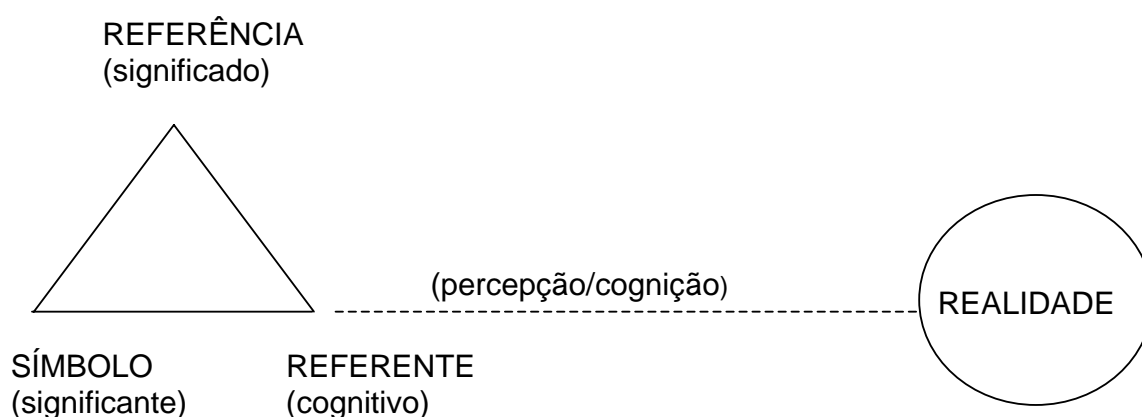 REFERÊNCIA
(significado)
(percepção/cognição)
REALIDADE
SÍMBOLO
(significante)
REFERENTE
(cognitivo)